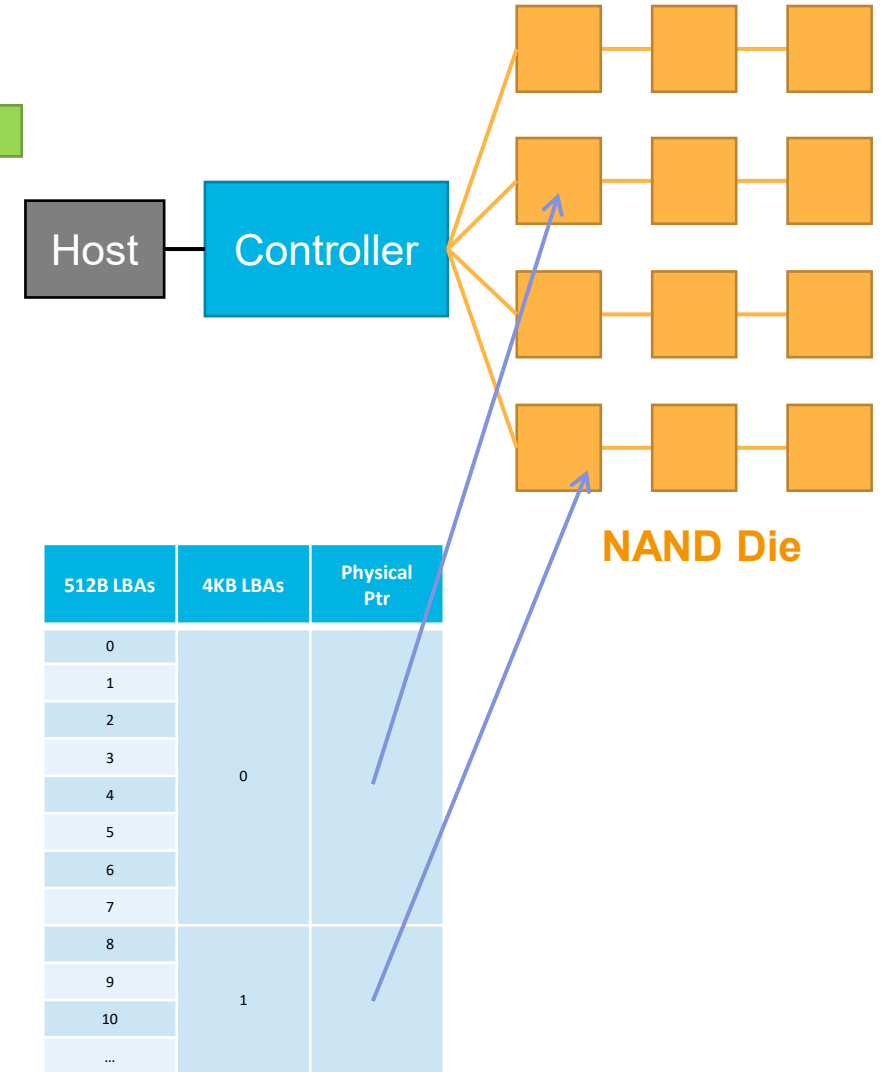 Host
Controller
NAND Die
512B LBAs
4KB LBAs
Physical
Ptr
0
1
2
3
4
5
6
7
0
8
9
10
...
1